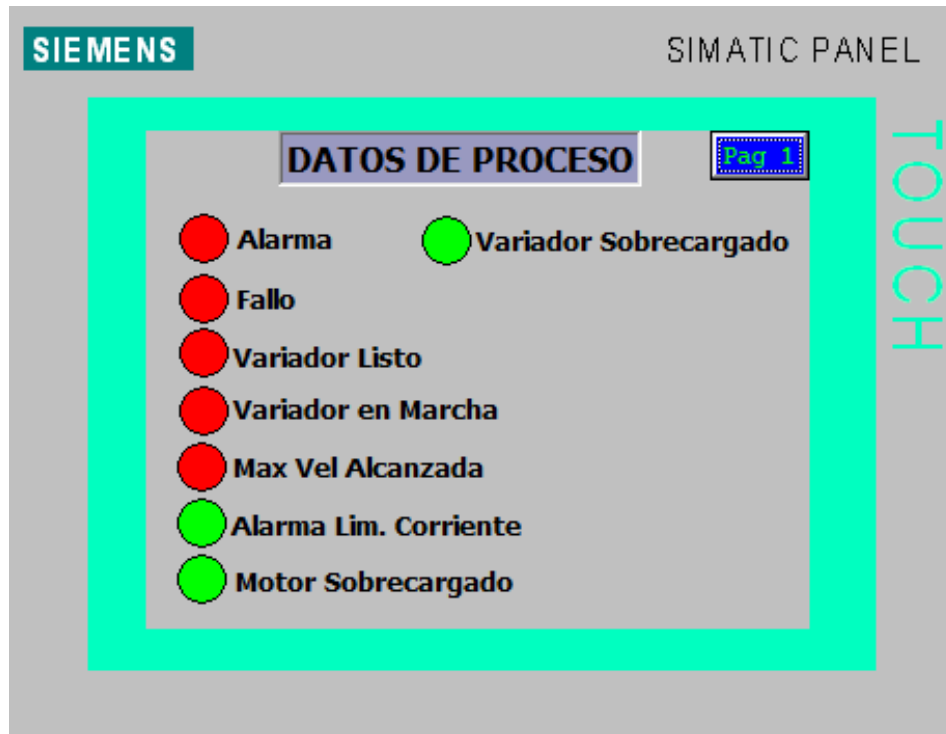 SIEMENS
SIMATIC PANEL
TOUCH
DATOS DE PROCESO
Pag 1
Alarma
Variador Sobrecargado
Fallo
Variador Listo
Variador en Marcha
Max Vel Alcanzada
Alarma Lim. Corriente
Motor Sobrecargado